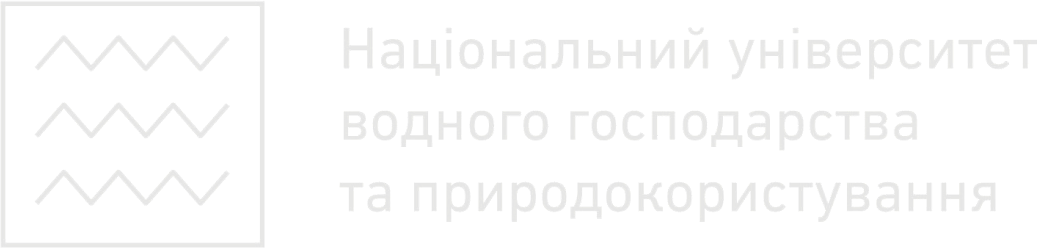 Національний університет
водного господарства
та природокористування